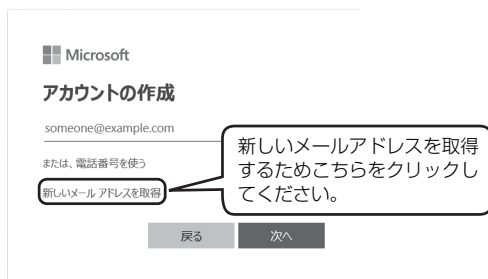 Microsoft
アカウントの作成
someone@example.com
または、電話番号を使う
新しいメール アドレスを取得
新しいメールアドレスを取得
するためこちらをクリックし
てください。
戻る
次へ